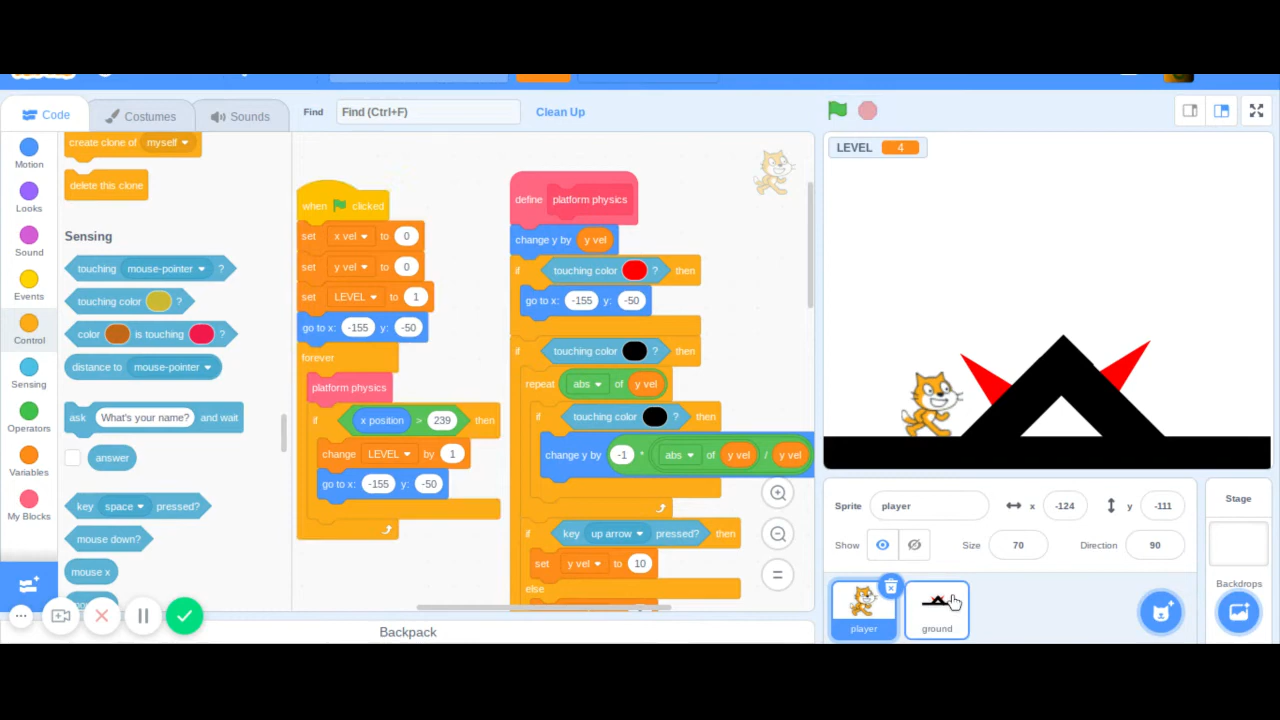 Code
Costumes
Sounds
Find
Find (Ctrl+F)
Clean Up
Motion
Looks
Sound
Events
Control
Sensing
Operators
Variables
My Blocks
create clone of myself
delete this clone
Sensing
touching mouse-pointer ?
touching color ?
color is touching ?
distance to mouse-pointer
ask What's your name? and wait
answer
key space pressed?
mouse down?
mouse x
when clicked
set x vel to 0
set y vel to 0
set LEVEL to 1
go to x: -155 y: -50
forever
platform physics
if x position > 239 then
change LEVEL by 1
go to x: -155 y: -50
define platform physics
change y by y vel
if touching color ? then
go to x: -155 y: -50
if touching color ? then
repeat abs of y vel
if touching color ? then
change y by -1 * abs of y vel / y vel
if key up arrow pressed? then
set y vel to 10
else
Backpack
LEVEL 4
Sprite player x -124 y -111
Show Size 70 Direction 90
player
ground
Stage
Backdrops